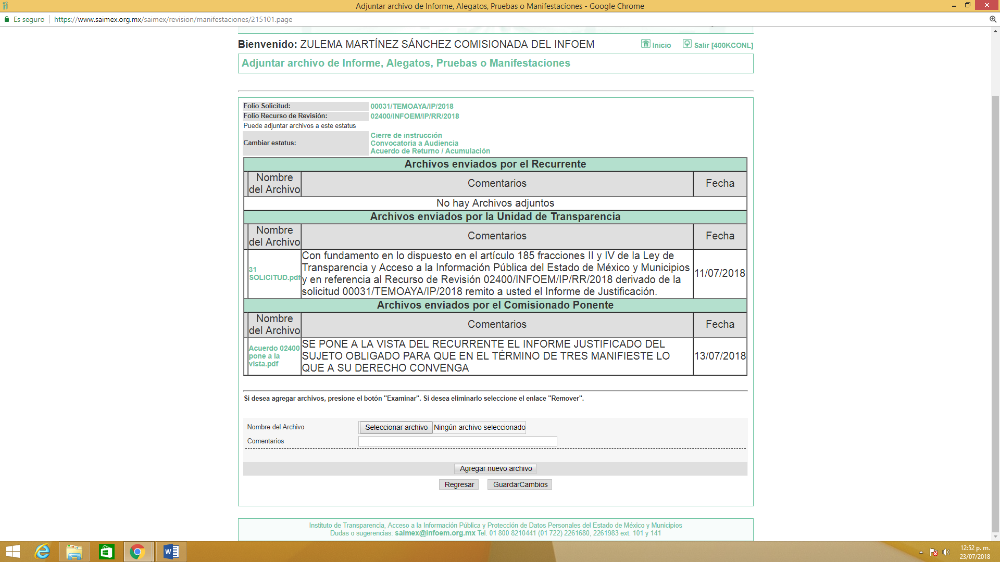 Adjuntar archivo de Informe, Alegatos, Pruebas o Manifestaciones - Google Chrome
Es seguro | https://www.saimex.org.mx/saimex/revision/manifestaciones/215101.page
Bienvenido: ZULEMA MARTÍNEZ SÁNCHEZ COMISIONADA DEL INFOEM Inicio Salir [400KCONL]
Adjuntar archivo de Informe, Alegatos, Pruebas o Manifestaciones
Folio Solicitud: 00031/TEMOAYA/IP/2018
Folio Recurso de Revisión: 02400/INFOEM/IP/RR/2018
Puede adjuntar archivos a este estatus
Cambiar estatus:
Cierre de instrucción
Convocatoria a Audiencia
Acuerdo de Returno / Acumulación
Archivos enviados por el Recurrente
Nombre
del Archivo
Comentarios
Fecha
No hay Archivos adjuntos
Archivos enviados por la Unidad de Transparencia
Nombre
del Archivo
Comentarios
Fecha
31
SOLICITUD.pdf
Con fundamento en lo dispuesto en el artículo 185 fracciones II y IV de la Ley de
Transparencia y Acceso a la Información Pública del Estado de México y Municipios
y en referencia al Recurso de Revisión 02400/INFOEM/IP/RR/2018 derivado de la
solicitud 00031/TEMOAYA/IP/2018 remito a usted el Informe de Justificación.
11/07/2018
Archivos enviados por el Comisionado Ponente
Nombre
del Archivo
Comentarios
Fecha
Acuerdo 02400
pone a la
vista.pdf
SE PONE A LA VISTA DEL RECURRENTE EL INFORME JUSTIFICADO DEL
SUJETO OBLIGADO PARA QUE EN EL TÉRMINO DE TRES MANIFIESTE LO
QUE A SU DERECHO CONVENGA
13/07/2018
Si desea agregar archivos, presione el botón "Examinar". Si desea eliminarlo seleccione el enlace "Remover".
Nombre del Archivo Seleccionar archivo Ningún archivo seleccionado
Comentarios
Agregar nuevo archivo
Regresar GuardarCambios
Instituto de Transparencia, Acceso a la Información Pública y Protección de Datos Personales del Estado de México y Municipios
Dudas o sugerencias: saimex@infoem.org.mx Tel. 01 800 8210441 (01 722) 2261680, 2261983 ext. 101 y 141
12:52 p. m.
23/07/2018